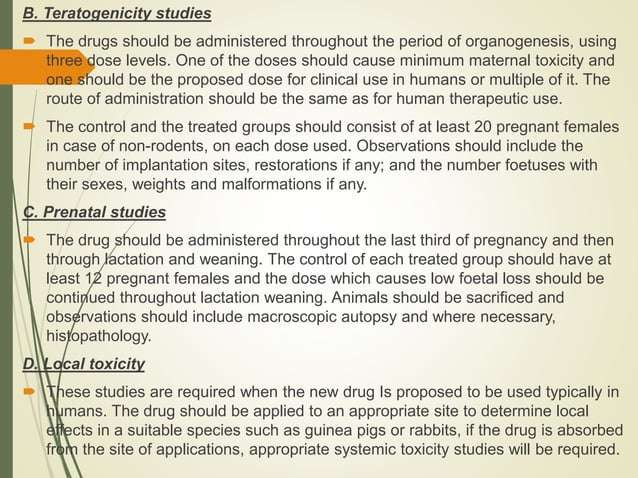 B. Teratogenicity studies
The drugs should be administered throughout the period of organogenesis, using
three dose levels. One of the doses should cause minimum maternal toxicity and
one should be the proposed dose for clinical use in humans or multiple of it. The
route of administration should be the same as for human therapeutic use.
The control and the treated groups should consist of at least 20 pregnant females
in case of non-rodents, on each dose used. Observations should include the
number of implantation sites, restorations if any; and the number foetuses with
their sexes, weights and malformations if any.
C. Prenatal studies
The drug should be administered throughout the last third of pregnancy and then
through lactation and weaning. The control of each treated group should have at
least 12 pregnant females and the dose which causes low foetal loss should be
continued throughout lactation weaning. Animals should be sacrificed and
observations should include macroscopic autopsy and where necessary,
histopathology.
D. Local toxicity
These studies are required when the new drug Is proposed to be used typically in
humans. The drug should be applied to an appropriate site to determine local
effects in a suitable species such as guinea pigs or rabbits, if the drug is absorbed
from the site of applications, appropriate systemic toxicity studies will be required.